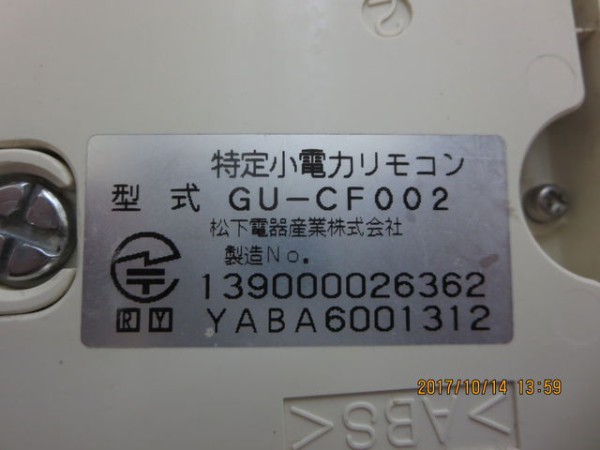 特定小電力リモコン
型式 GU-CF002
松下電器産業株式会社
製造No.
139000026362
R Y YABA6001312
2017/10/14 13:59
>ABS<